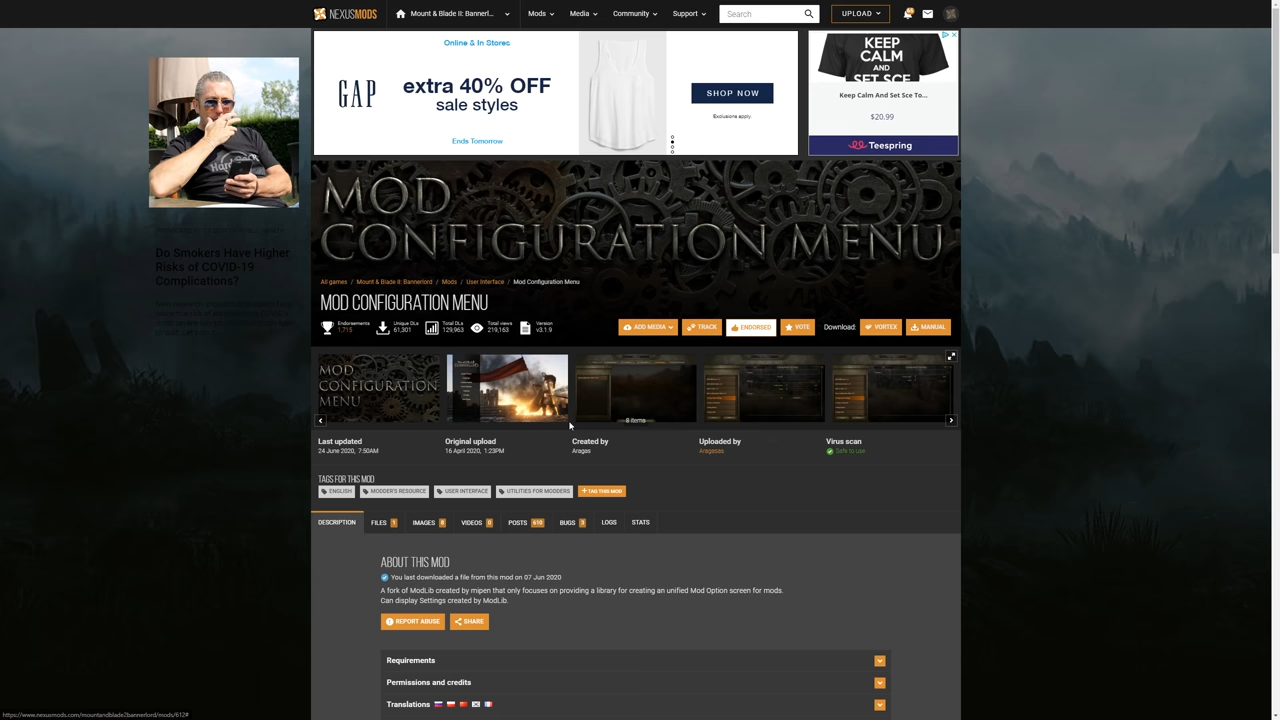 NEXUSMODS
Mount & Blade II: Bannerl...
Mods
Media
Community
Support
Search
UPLOAD
Online & In Stores
GAP
extra 40% OFF
sale styles
SHOP NOW
Exclusions apply.
Ends Tomorrow
KEEP
CALM
AND
SET SCE
Keep Calm And Set Sce To...
$20.99
Teespring
Do Smokers Have Higher
Risks of COVID-19
Complications?
MOD
CONFIGURATION MENU
All games / Mount & Blade II: Bannerlord / Mods / User Interface / Mod Configuration Menu
MOD CONFIGURATION MENU
Endorsements
1,715
Unique DLs
61,301
Total DLs
129,963
Total views
219,163
Version
v3.1.9
ADD MEDIA
TRACK
ENDORSED
VOTE
Download:
VORTEX
MANUAL
MOD
CONFIGURATION
MENU
8 items
Last updated
24 June 2020, 7:50AM
Original upload
16 April 2020, 1:23PM
Created by
Aragas
Uploaded by
Aragasas
Virus scan
Safe to use
TAGS FOR THIS MOD
ENGLISH
MODDER'S RESOURCE
USER INTERFACE
UTILITIES FOR MODDERS
+ TAG THIS MOD
DESCRIPTION
FILES 1
IMAGES 8
VIDEOS 0
POSTS 610
BUGS 3
LOGS
STATS
ABOUT THIS MOD
You last downloaded a file from this mod on 07 Jun 2020
A fork of ModLib created by mipen that only focuses on providing a library for creating an unified Mod Option screen for mods.
Can display Settings created by ModLib.
REPORT ABUSE
SHARE
Requirements
Permissions and credits
Translations
https://www.nexusmods.com/mountandblade2bannerlord/mods/612#